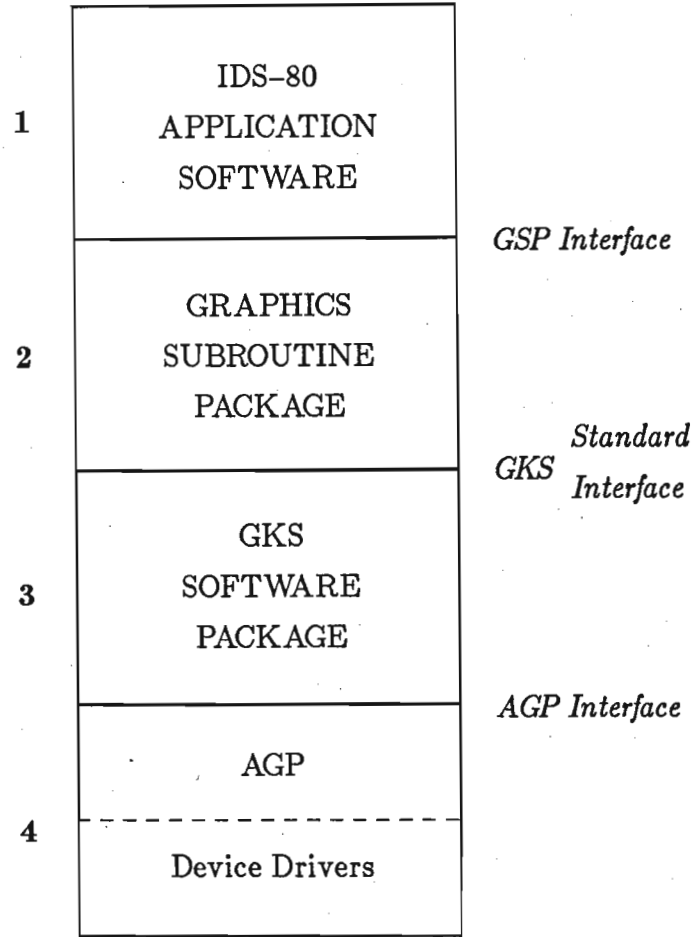 1
IDS–80
APPLICATION
SOFTWARE
GSP Interface
2
GRAPHICS
SUBROUTINE
PACKAGE
GKS Standard
Interface
3
GKS
SOFTWARE
PACKAGE
AGP Interface
4
AGP
Device Drivers